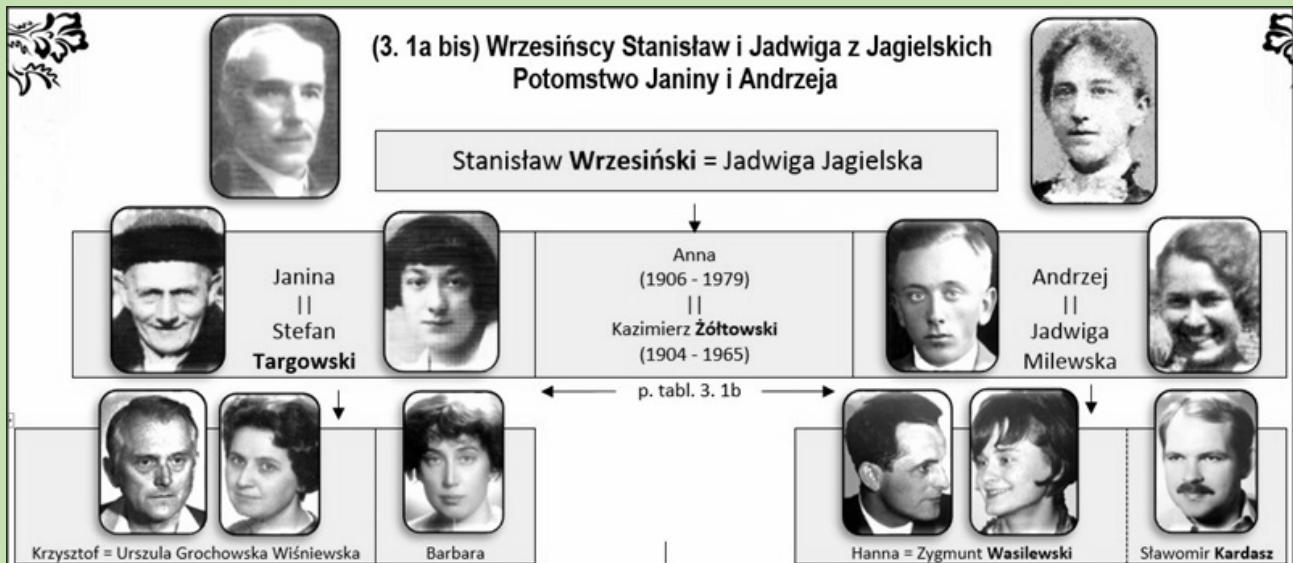 (3. 1a bis) Wrzesińscy Stanisław i Jadwiga z Jagielskich
Potomstwo Janiny i Andrzeja
Stanisław Wrzesiński = Jadwiga Jagielska
Janina
||
Stefan
Targowski
Anna
(1906 - 1979)
||
Kazimierz Żółtowski
(1904 - 1965)
Andrzej
||
Jadwiga
Milewska
p. tabl. 3. 1b
Krzysztof = Urszula Grochowska Wiśniewska
Barbara
Hanna = Zygmunt Wasilewski
Sławomir Kardasz